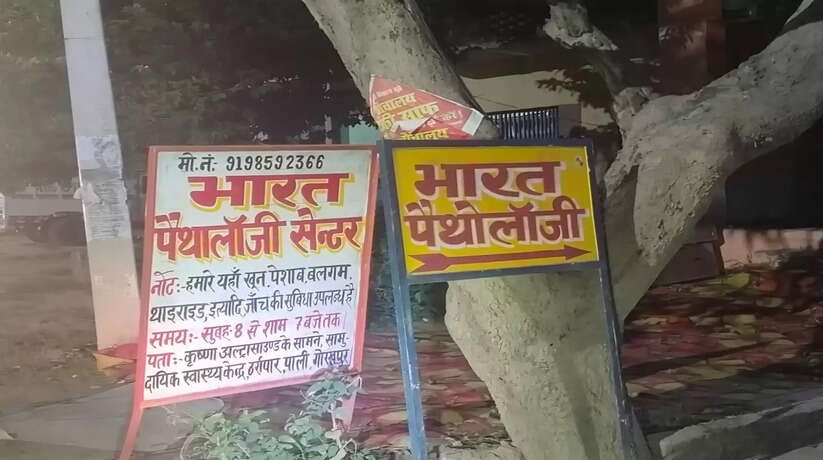 मो.नं: 9198592366
भारत
पैथालॉजी सेन्टर
नोट:-हमारे यहाँ खून, पेशाब, बलगम,
थाइराइड, इत्यादि जाँच की सुविधा उपलब्ध है
समय:- सुबह-8 से शाम 7 बजे तक
पता:-कृष्णा अल्ट्रासाउण्ड के सामने, सामु-
दायिक स्वास्थ्य केन्द्र, ठर्रापार, पाली गोरखपुर
भारत
पैथोलॉजी